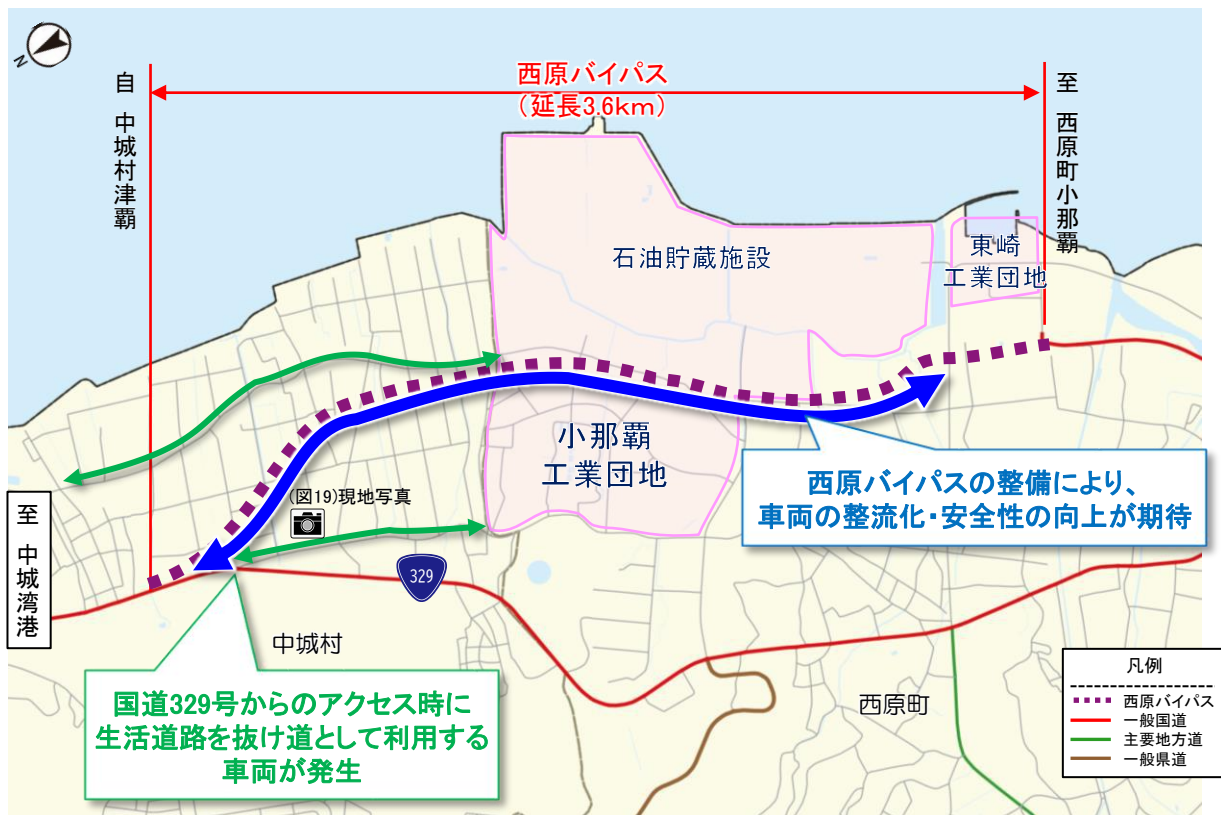 N
西原バイパス
(延長3.6km)
自 中城村津覇
至 西原町小那覇
石油貯蔵施設
東崎
工業団地
小那覇
工業団地
(図19)現地写真
西原バイパスの整備により、
車両の整流化・安全性の向上が期待
至 中城湾港
329
中城村
国道329号からのアクセス時に
生活道路を抜け道として利用する
車両が発生
西原町
凡例
西原バイパス
一般国道
主要地方道
一般県道